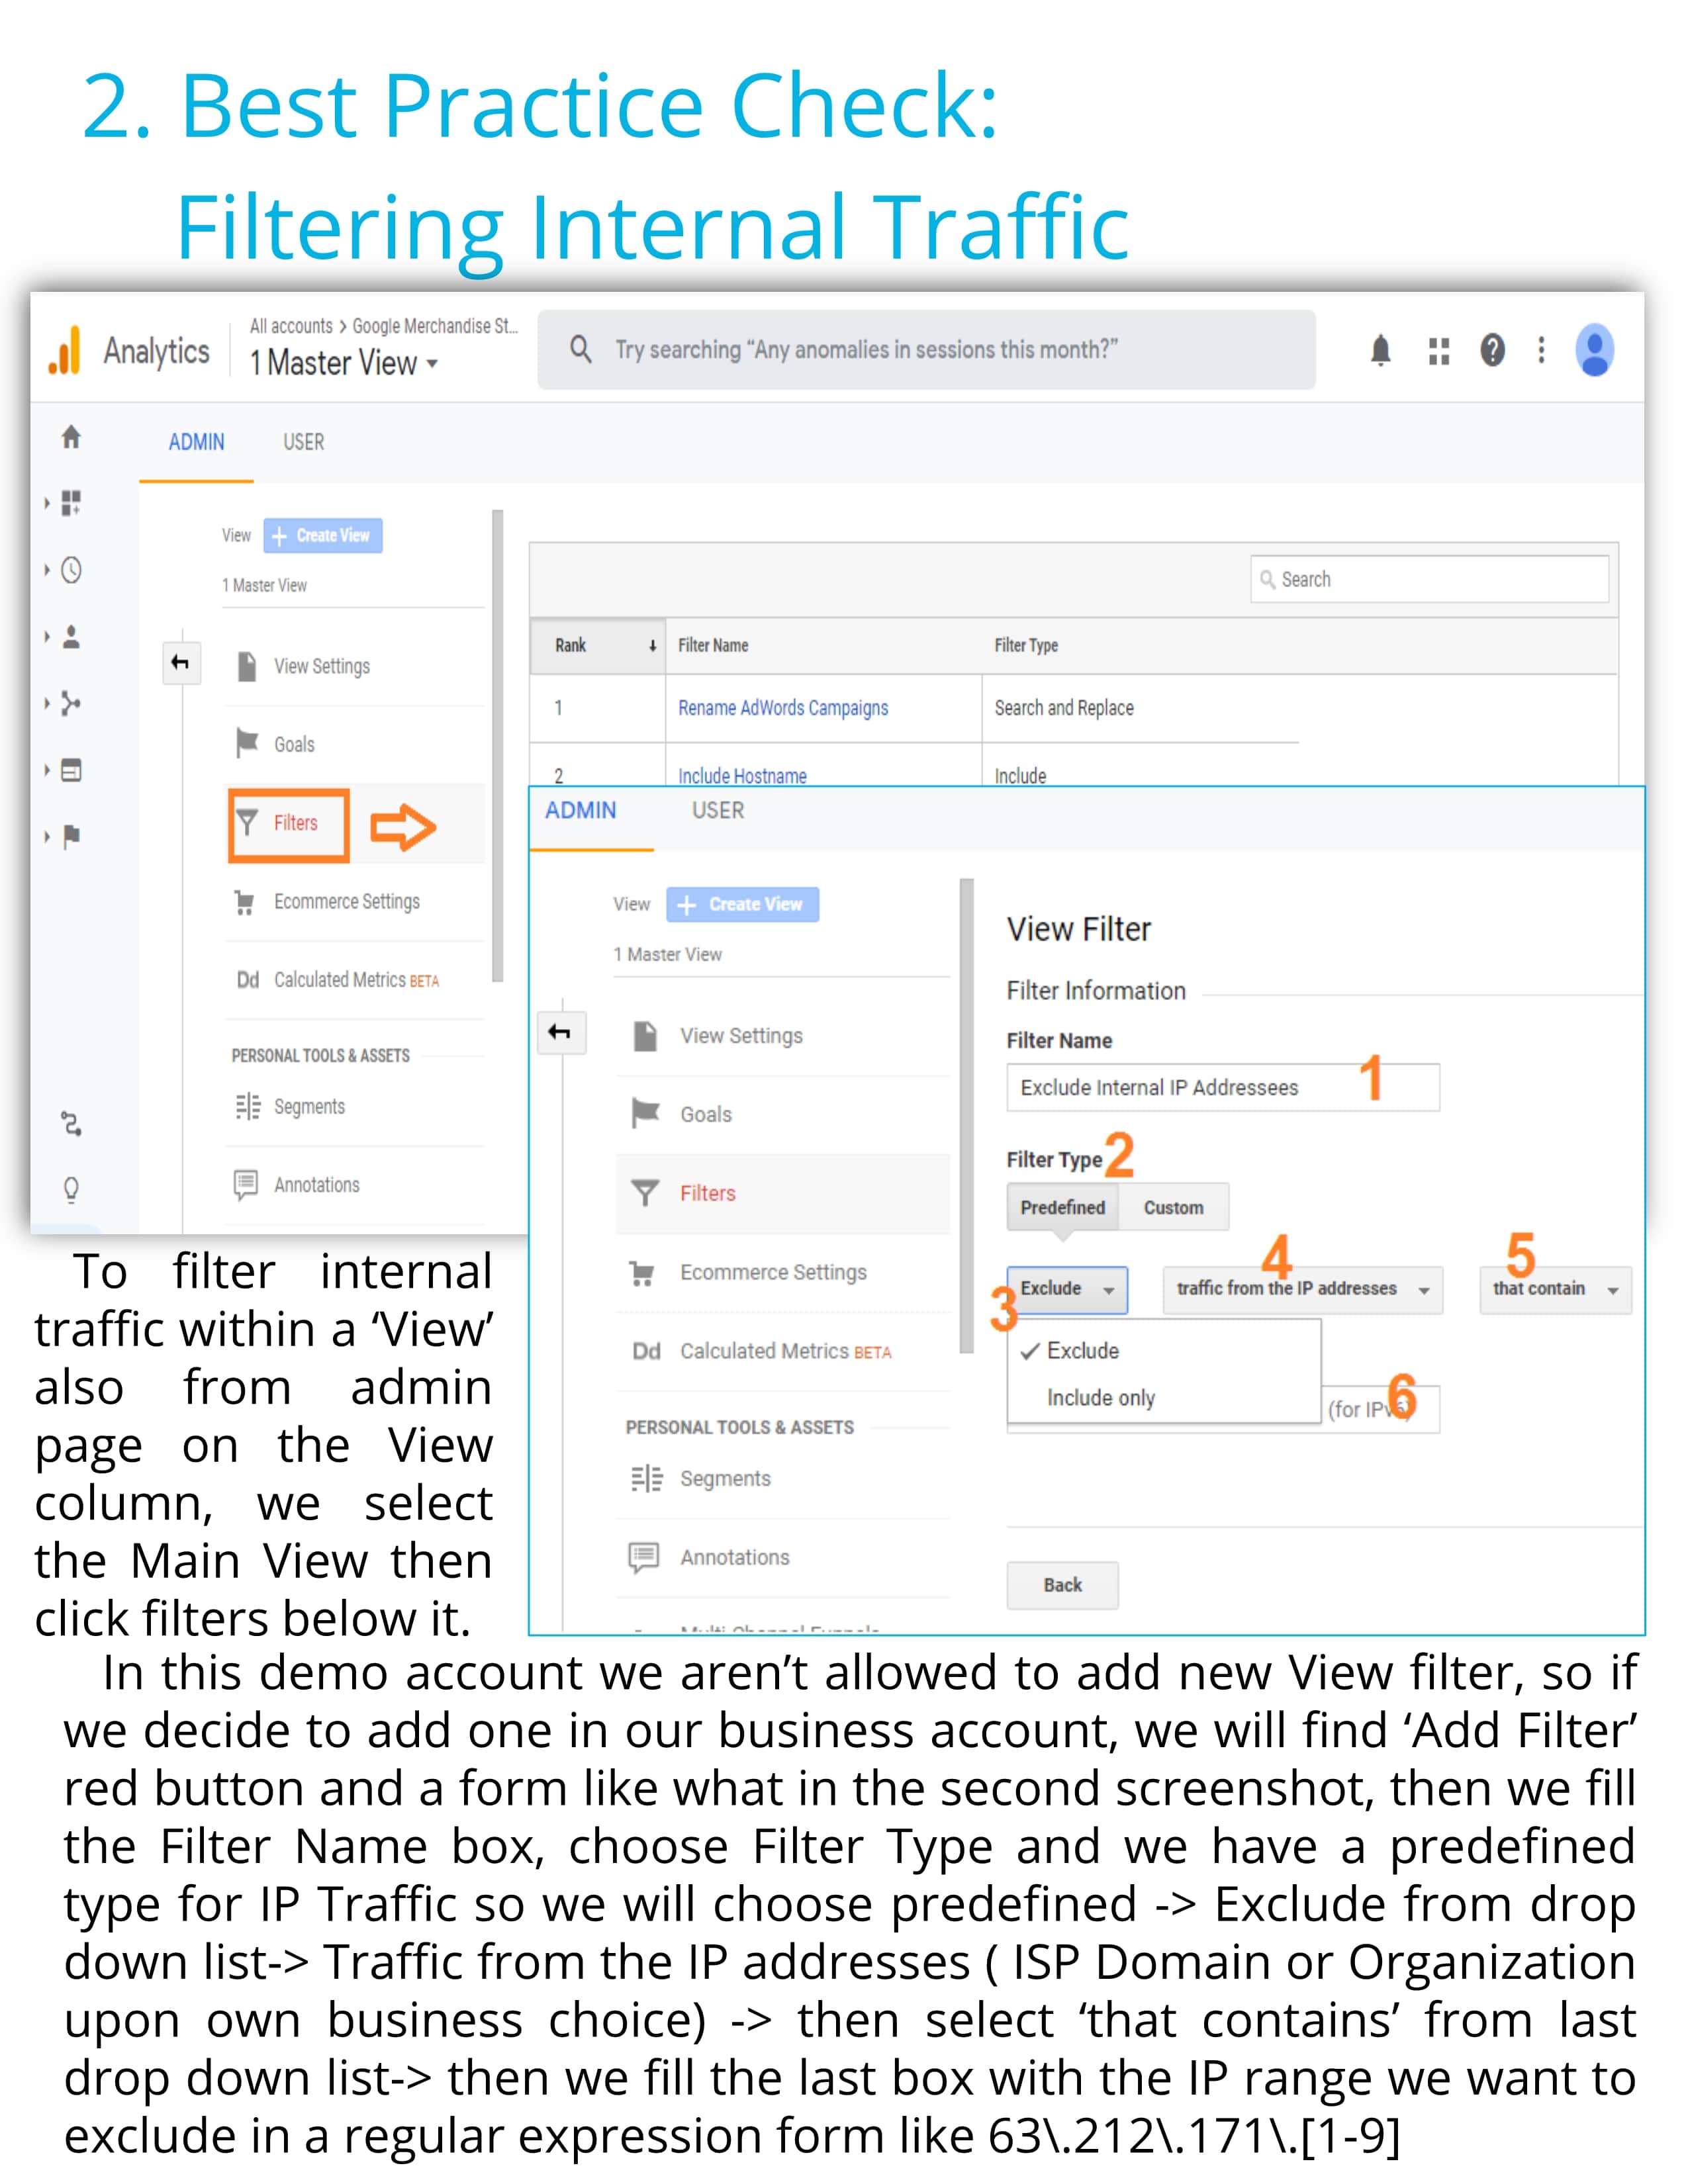 2. Best Practice Check:
Filtering Internal Traffic
Analytics
All accounts > Google Merchandise St...
1 Master View
Try searching “Any anomalies in sessions this month?”
ADMIN USER
View + Create View
1 Master View
View Settings
Goals
Filters
Ecommerce Settings
Dd Calculated Metrics BETA
PERSONAL TOOLS & ASSETS
Segments
Annotations
Search
Rank Filter Name Filter Type
1 Rename AdWords Campaigns Search and Replace
2 Include Hostname Include
ADMIN USER
View + Create View
1 Master View
View Settings
Goals
Filters
Ecommerce Settings
Dd Calculated Metrics BETA
PERSONAL TOOLS & ASSETS
Segments
Annotations
View Filter
Filter Information
Filter Name
Exclude Internal IP Addressees 1
Filter Type 2
Predefined Custom
4 5
3 Exclude traffic from the IP addresses that contain
Exclude
Include only
(for IPv6) 6
Back
To filter internal
traffic within a ‘View’
also from admin
page on the View
column, we select
the Main View then
click filters below it.
In this demo account we aren’t allowed to add new View filter, so if
we decide to add one in our business account, we will find ‘Add Filter’
red button and a form like what in the second screenshot, then we fill
the Filter Name box, choose Filter Type and we have a predefined
type for IP Traffic so we will choose predefined -> Exclude from drop
down list-> Traffic from the IP addresses ( ISP Domain or Organization
upon own business choice) -> then select ‘that contains’ from last
drop down list-> then we fill the last box with the IP range we want to
exclude in a regular expression form like 63\.212\.171\.[1-9]